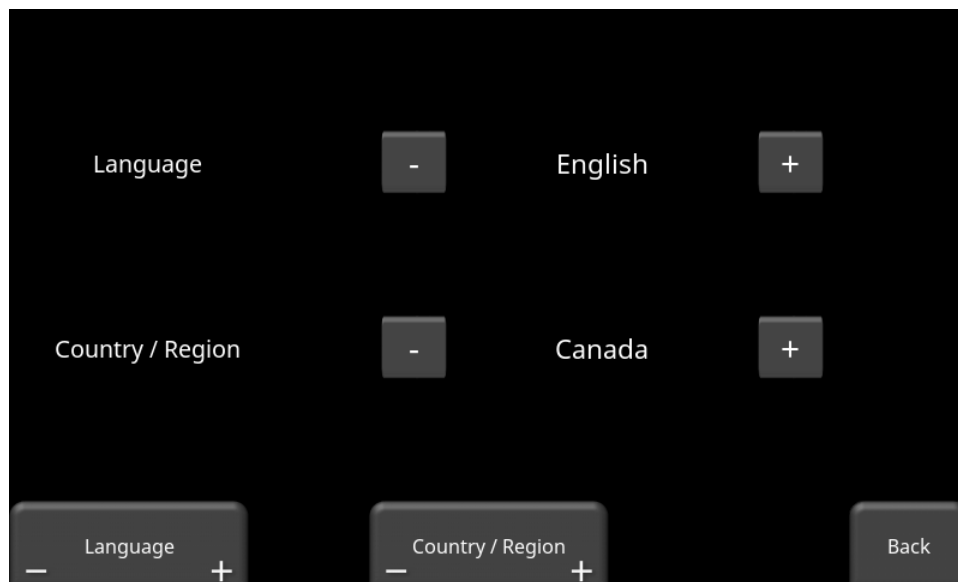 Language - English +
Country / Region - Canada +
Language Country / Region Back
− + − +